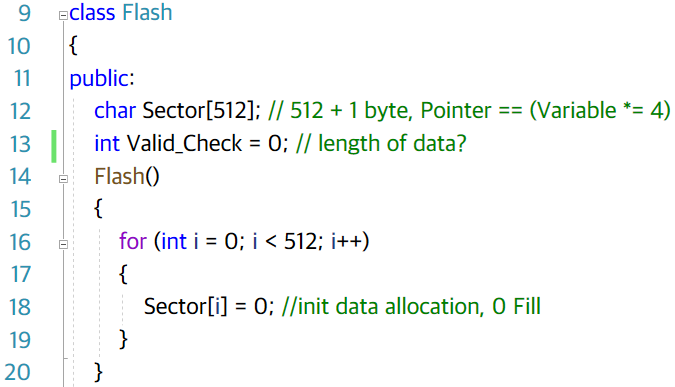 9 class Flash
10 {
11 public:
12 char Sector[512]; // 512 + 1 byte, Pointer == (Variable *= 4)
13 int Valid_Check = 0; // length of data?
14 Flash()
15 {
16 for (int i = 0; i < 512; i++)
17 {
18 Sector[i] = 0; //init data allocation, 0 Fill
19 }
20 }